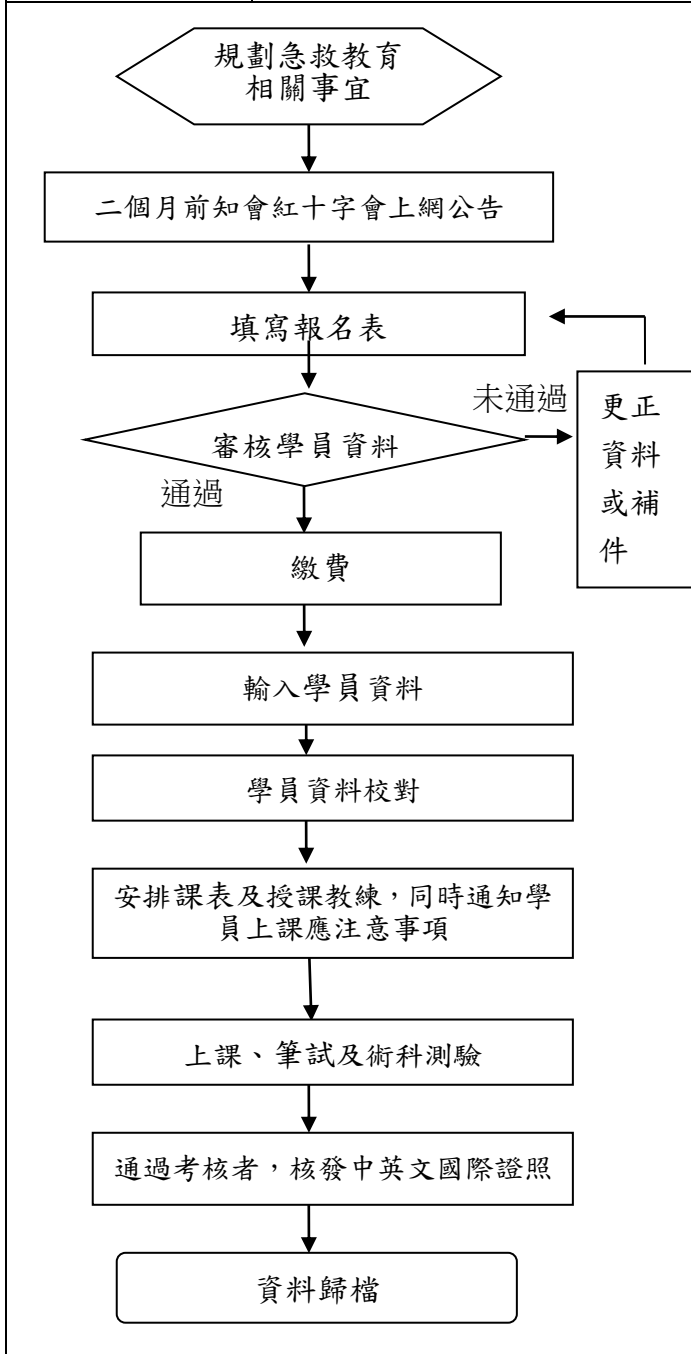 規劃急救教育
相關事宜
二個月前知會紅十字會上網公告
填寫報名表
未通過
更正
資料
或補
件
審核學員資料
通過
繳費
輸入學員資料
學員資料校對
安排課表及授課教練，同時通知學
員上課應注意事項
上課、筆試及術科測驗
通過考核者，核發中英文國際證照
資料歸檔